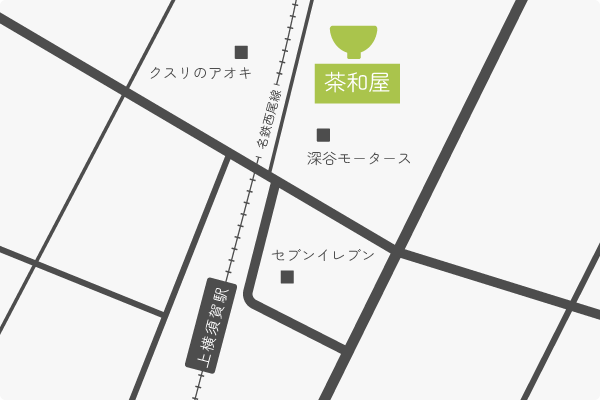 茶和屋
クスリのアオキ
名鉄西尾線
深谷モータース
セブンイレブン
上横須賀駅